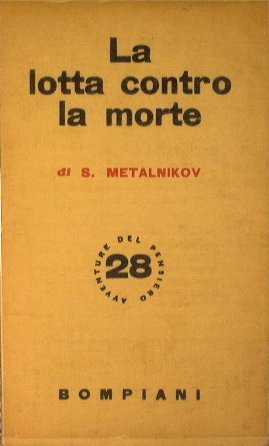 La
lotta contro
la morte
di S. METALNIKOV
AVVENTURE DEL PENSIERO
28
BOMPIANI